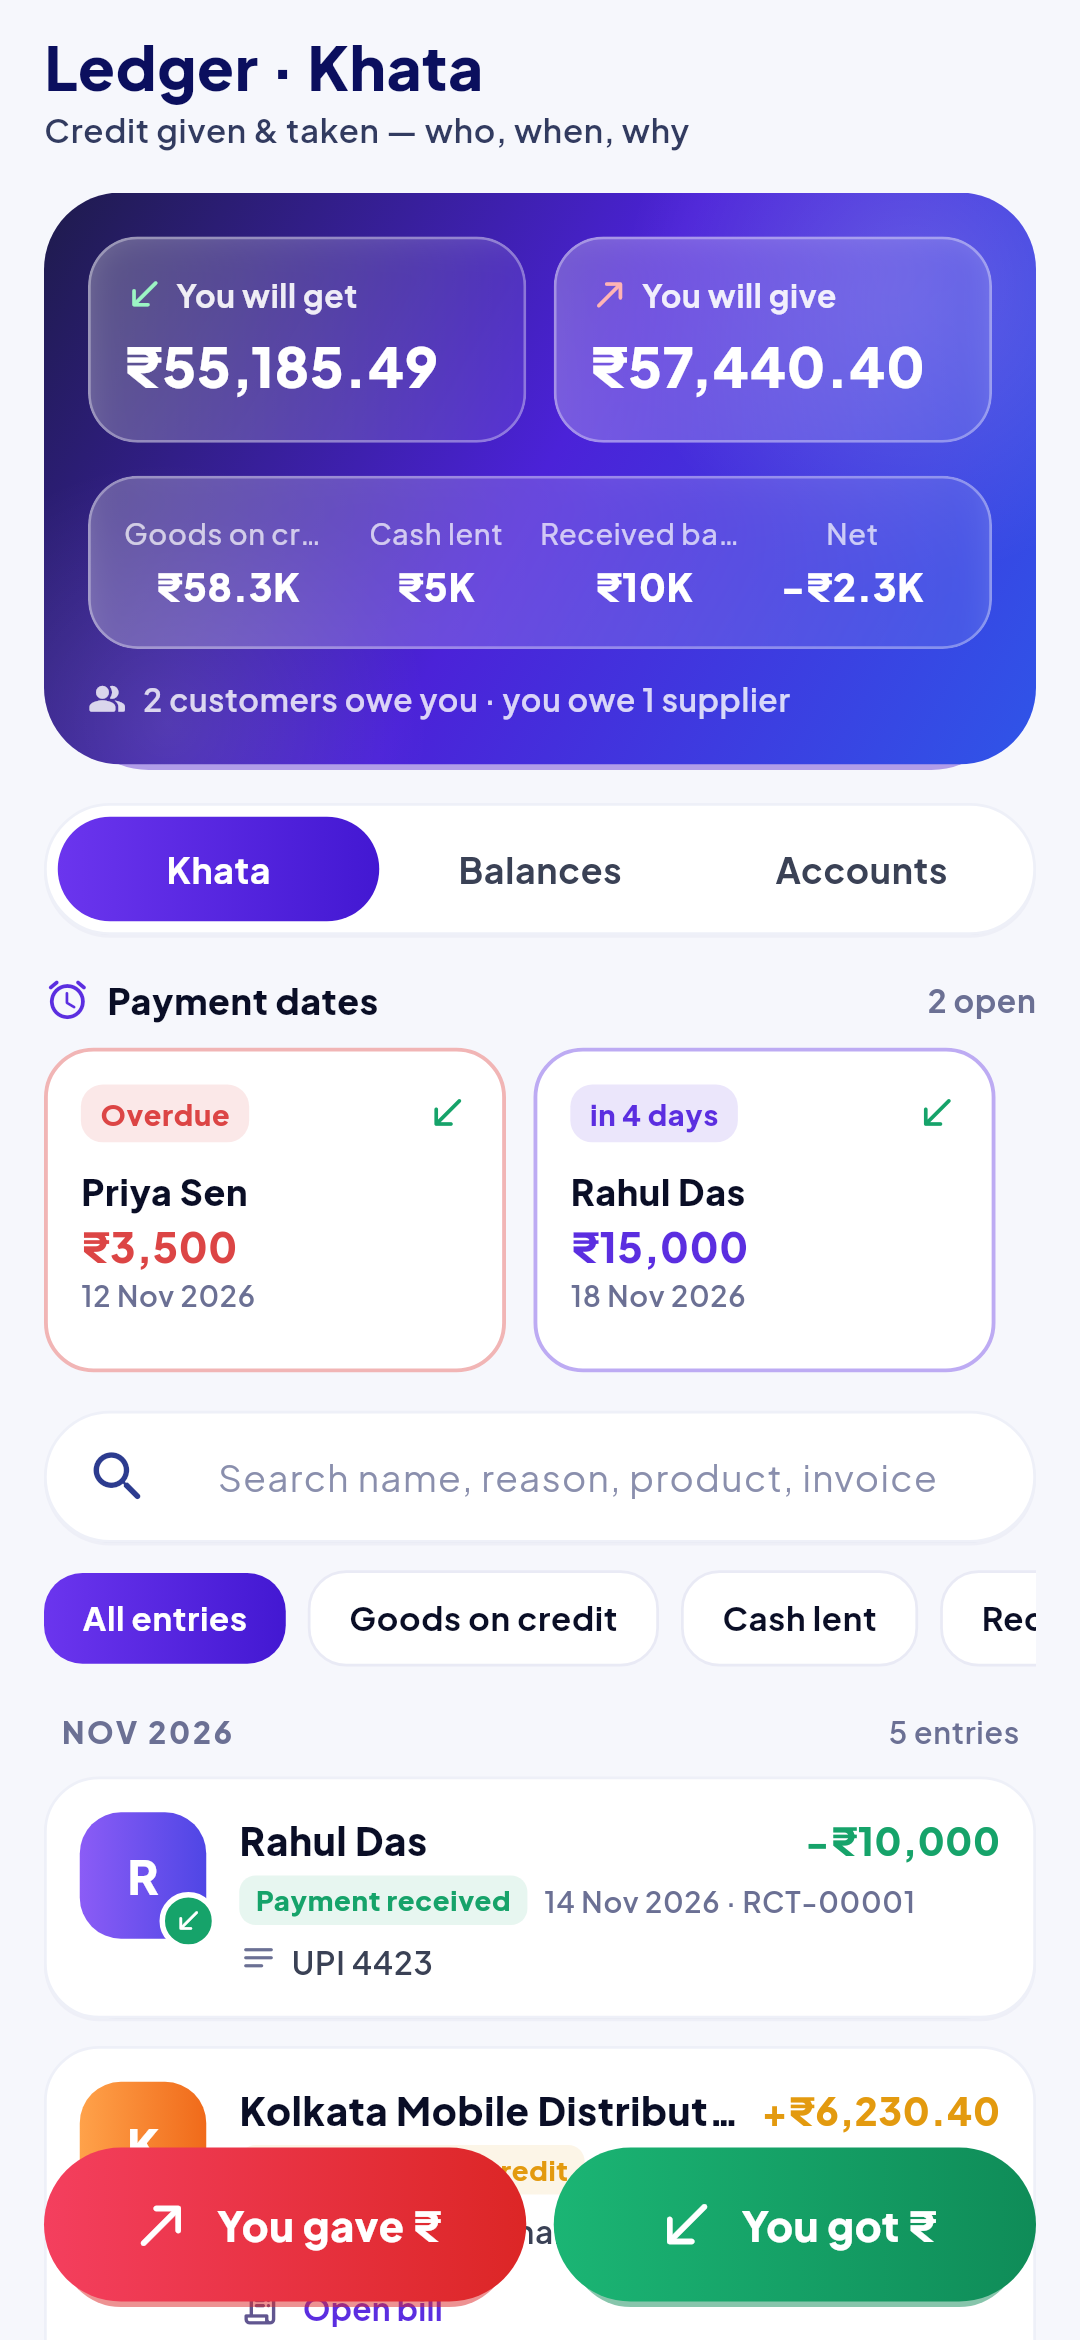 Ledger · Khata
Credit given & taken — who, when, why
You will get
₹55,185.49
You will give
₹57,440.40
Goods on cr...
₹58.3K
Cash lent
₹5K
Received ba...
₹10K
Net
-₹2.3K
2 customers owe you · you owe 1 supplier
Khata
Balances
Accounts
Payment dates
2 open
Overdue
Priya Sen
₹3,500
12 Nov 2026
in 4 days
Rahul Das
₹15,000
18 Nov 2026
Search name, reason, product, invoice
All entries
Goods on credit
Cash lent
Rec
NOV 2026
5 entries
R
Rahul Das
-₹10,000
Payment received
14 Nov 2026 · RCT-00001
UPI 4423
K
Kolkata Mobile Distribut...
+₹6,230.40
redit
You gave ₹
You got ₹
Open bill